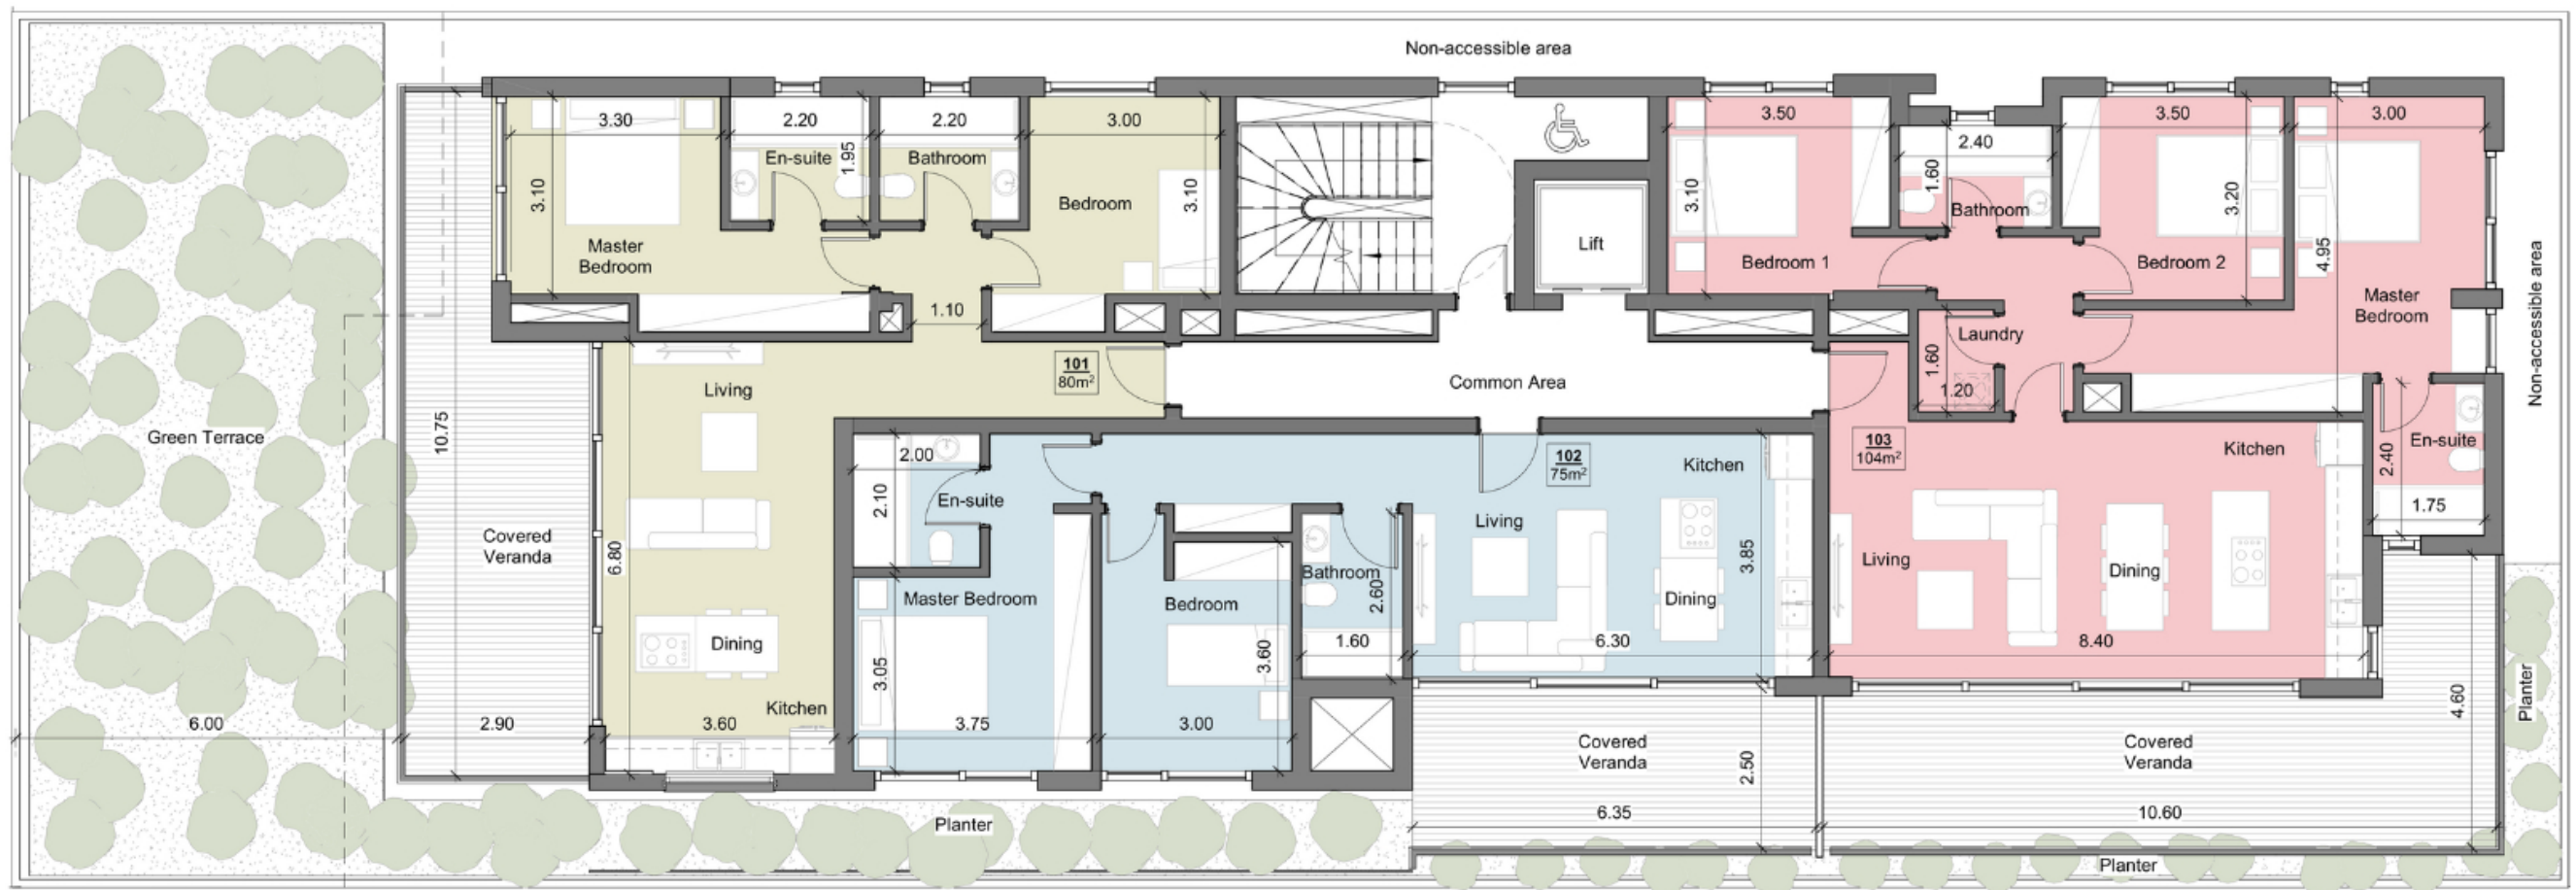 Non-accessible area
3.30
2.20
2.20
3.00
3.50
2.40
3.50
3.00
En-suite
1.95
Bathroom
3.10
Bedroom
3.10
3.10
1.60
Bathroom
3.20
Master
Bedroom
Lift
Bedroom 1
Bedroom 2
4.95
Master
Bedroom
Non-accessible area
1.10
Laundry
1.60
1.20
101
80m²
Living
Common Area
10.75
Green Terrace
2.00
En-suite
2.10
102
75m²
Kitchen
103
104m²
Kitchen
En-suite
2.40
1.75
Covered
Veranda
6.80
Living
3.85
Living
Dining
Bathroom
2.60
Master Bedroom
Bedroom
Dining
Dining
1.60
6.30
8.40
3.05
3.60
Kitchen
6.00
2.90
3.60
3.75
3.00
Covered
Veranda
2.50
Covered
Veranda
4.60
Planter
6.35
10.60
Planter
Planter